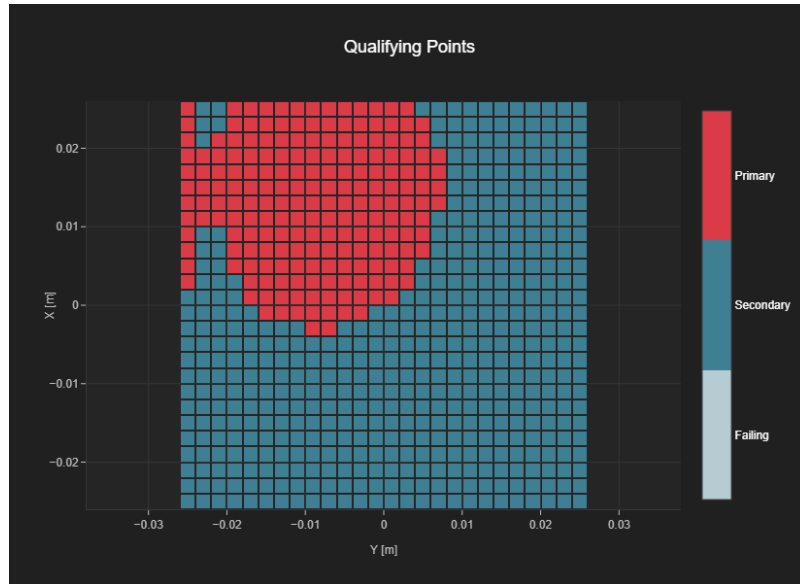 Qualifying Points
0.02
0.01
0
−0.01
−0.02
X [m]
−0.03
−0.02
−0.01
0
0.01
0.02
0.03
Y [m]
Primary
Secondary
Failing